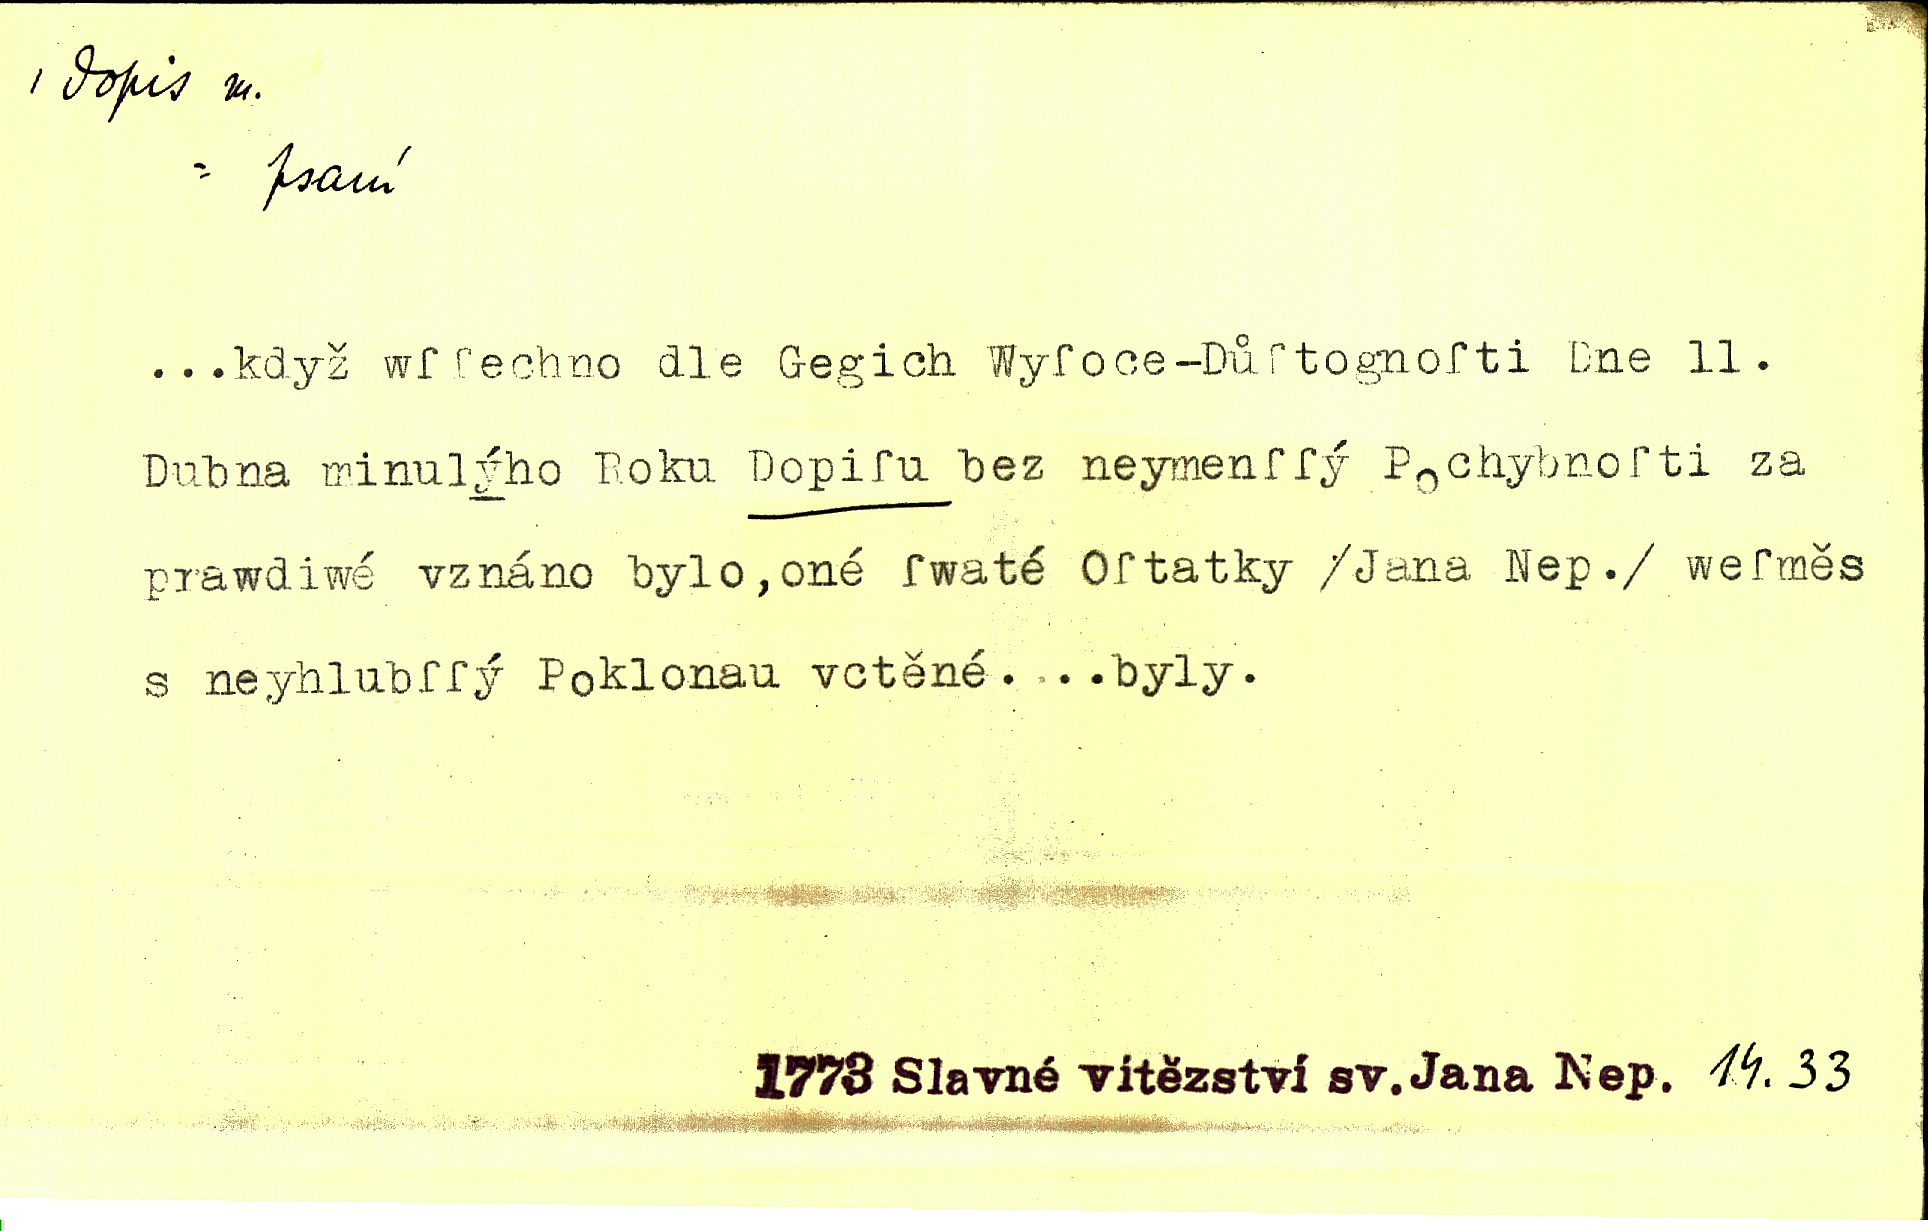 , dopis m.
= psaní
...když wſſechno dle Gegich Wyſoce-Důſtognoſti Dne 11.
Dubna minulýho Roku Dopiſu bez neymenſſý Pochybnoſti za
prawdiwé vznáno bylo,oné ſwaté Oſtatky /Jana Nep./ weſměs
s neyhlubſſý Poklonau vctěné....byly.
1773 Slavné vitězství sv.Jana Nep. 14.33